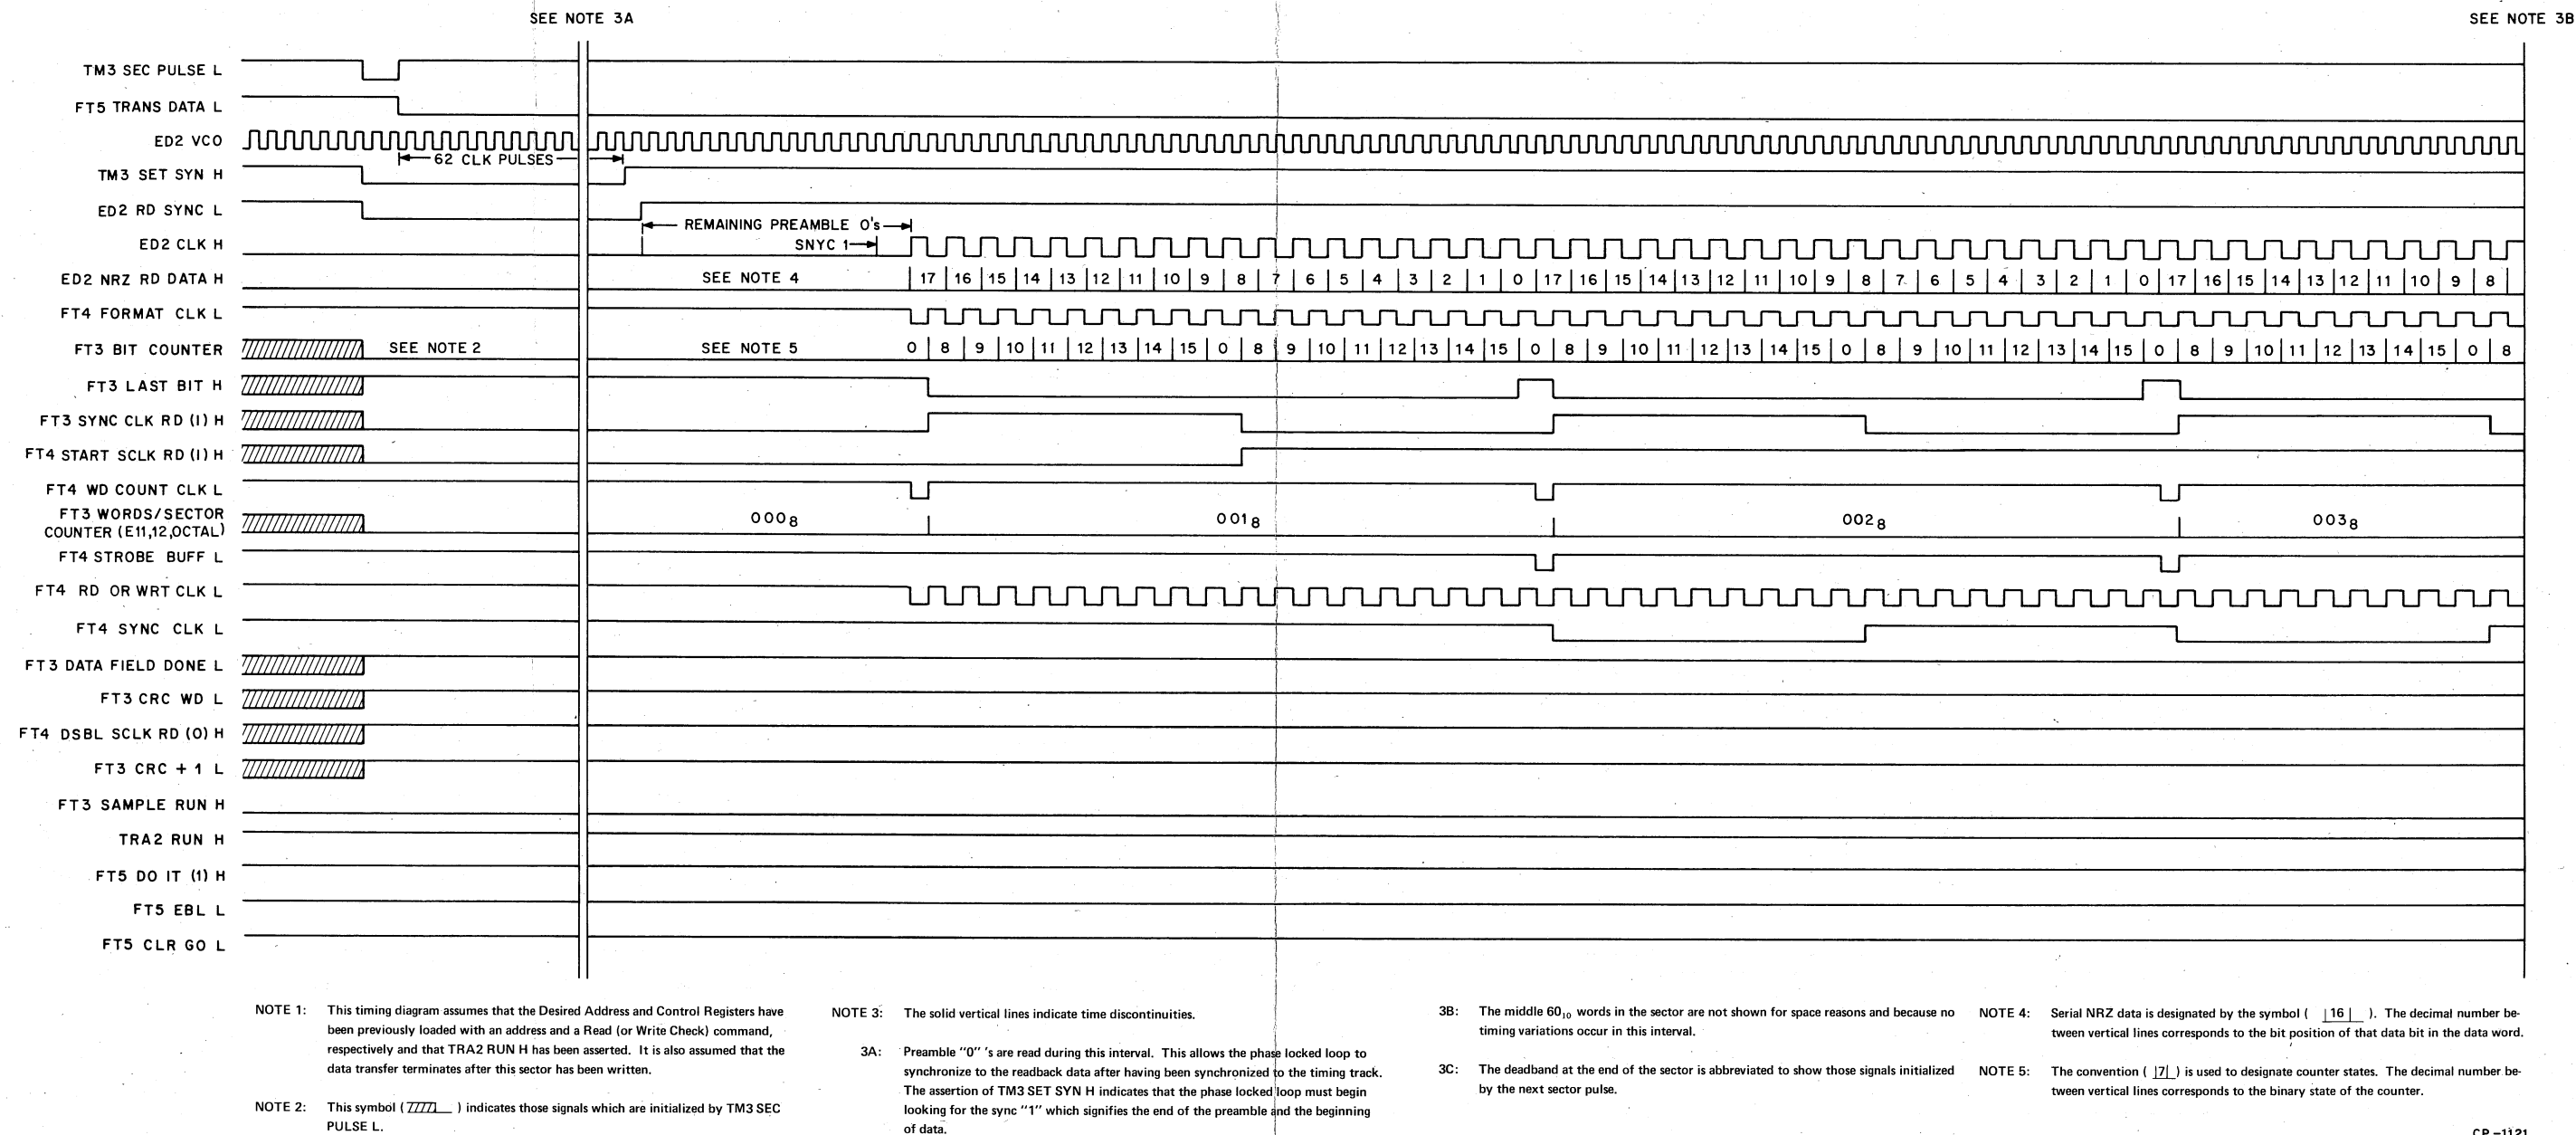 SEE NOTE 3A
SEE NOTE 3B
TM3 SEC PULSE L
FT5 TRANS DATA L
ED2 VCO
62 CLK PULSES
TM3 SET SYN H
ED2 RD SYNC L
REMAINING PREAMBLE O's
ED2 CLK H
SNYC 1
ED2 NRZ RD DATA H
SEE NOTE 4
17 16 15 14 13 12 11 10 9 8 7 6 5 4 3 2 1 0 17 16 15 14 13 12 11 10 9 8 7 6 5 4 3 2 1 0 17 16 15 14 13 12 11 10 9 8
FT4 FORMAT CLK L
FT3 BIT COUNTER
SEE NOTE 2
SEE NOTE 5
0 8 9 10 11 12 13 14 15 0 8 9 10 11 12 13 14 15 0 8 9 10 11 12 13 14 15 0 8 9 10 11 12 13 14 15 0 8 9 10 11 12 13 14 15 0 8
FT3 LAST BIT H
FT3 SYNC CLK RD (1) H
FT4 START SCLK RD (1) H
FT4 WD COUNT CLK L
FT3 WORDS/SECTOR
COUNTER (E11,12,OCTAL)
000₈ 001₈ 002₈ 003₈
FT4 STROBE BUFF L
FT4 RD OR WRT CLK L
FT4 SYNC CLK L
FT3 DATA FIELD DONE L
FT3 CRC WD L
FT4 DSBL SCLK RD (0) H
FT3 CRC + 1 L
FT3 SAMPLE RUN H
TRA2 RUN H
FT5 DO IT (1) H
FT5 EBL L
FT5 CLR GO L
NOTE 1: This timing diagram assumes that the Desired Address and Control Registers have
been previously loaded with an address and a Read (or Write Check) command,
respectively and that TRA2 RUN H has been asserted. It is also assumed that the
data transfer terminates after this sector has been written.
NOTE 2: This symbol ( ) indicates those signals which are initialized by TM3 SEC
PULSE L.
NOTE 3: The solid vertical lines indicate time discontinuities.
3A: Preamble "0" 's are read during this interval. This allows the phase locked loop to
synchronize to the readback data after having been synchronized to the timing track.
The assertion of TM3 SET SYN H indicates that the phase locked loop must begin
looking for the sync "1" which signifies the end of the preamble and the beginning
of data.
3B: The middle 60₁₀ words in the sector are not shown for space reasons and because no
timing variations occur in this interval.
3C: The deadband at the end of the sector is abbreviated to show those signals initialized
by the next sector pulse.
NOTE 4: Serial NRZ data is designated by the symbol ( |16| ). The decimal number be-
tween vertical lines corresponds to the bit position of that data bit in the data word.
NOTE 5: The convention ( |7| ) is used to designate counter states. The decimal number be-
tween vertical lines corresponds to the binary state of the counter.
CP-1121